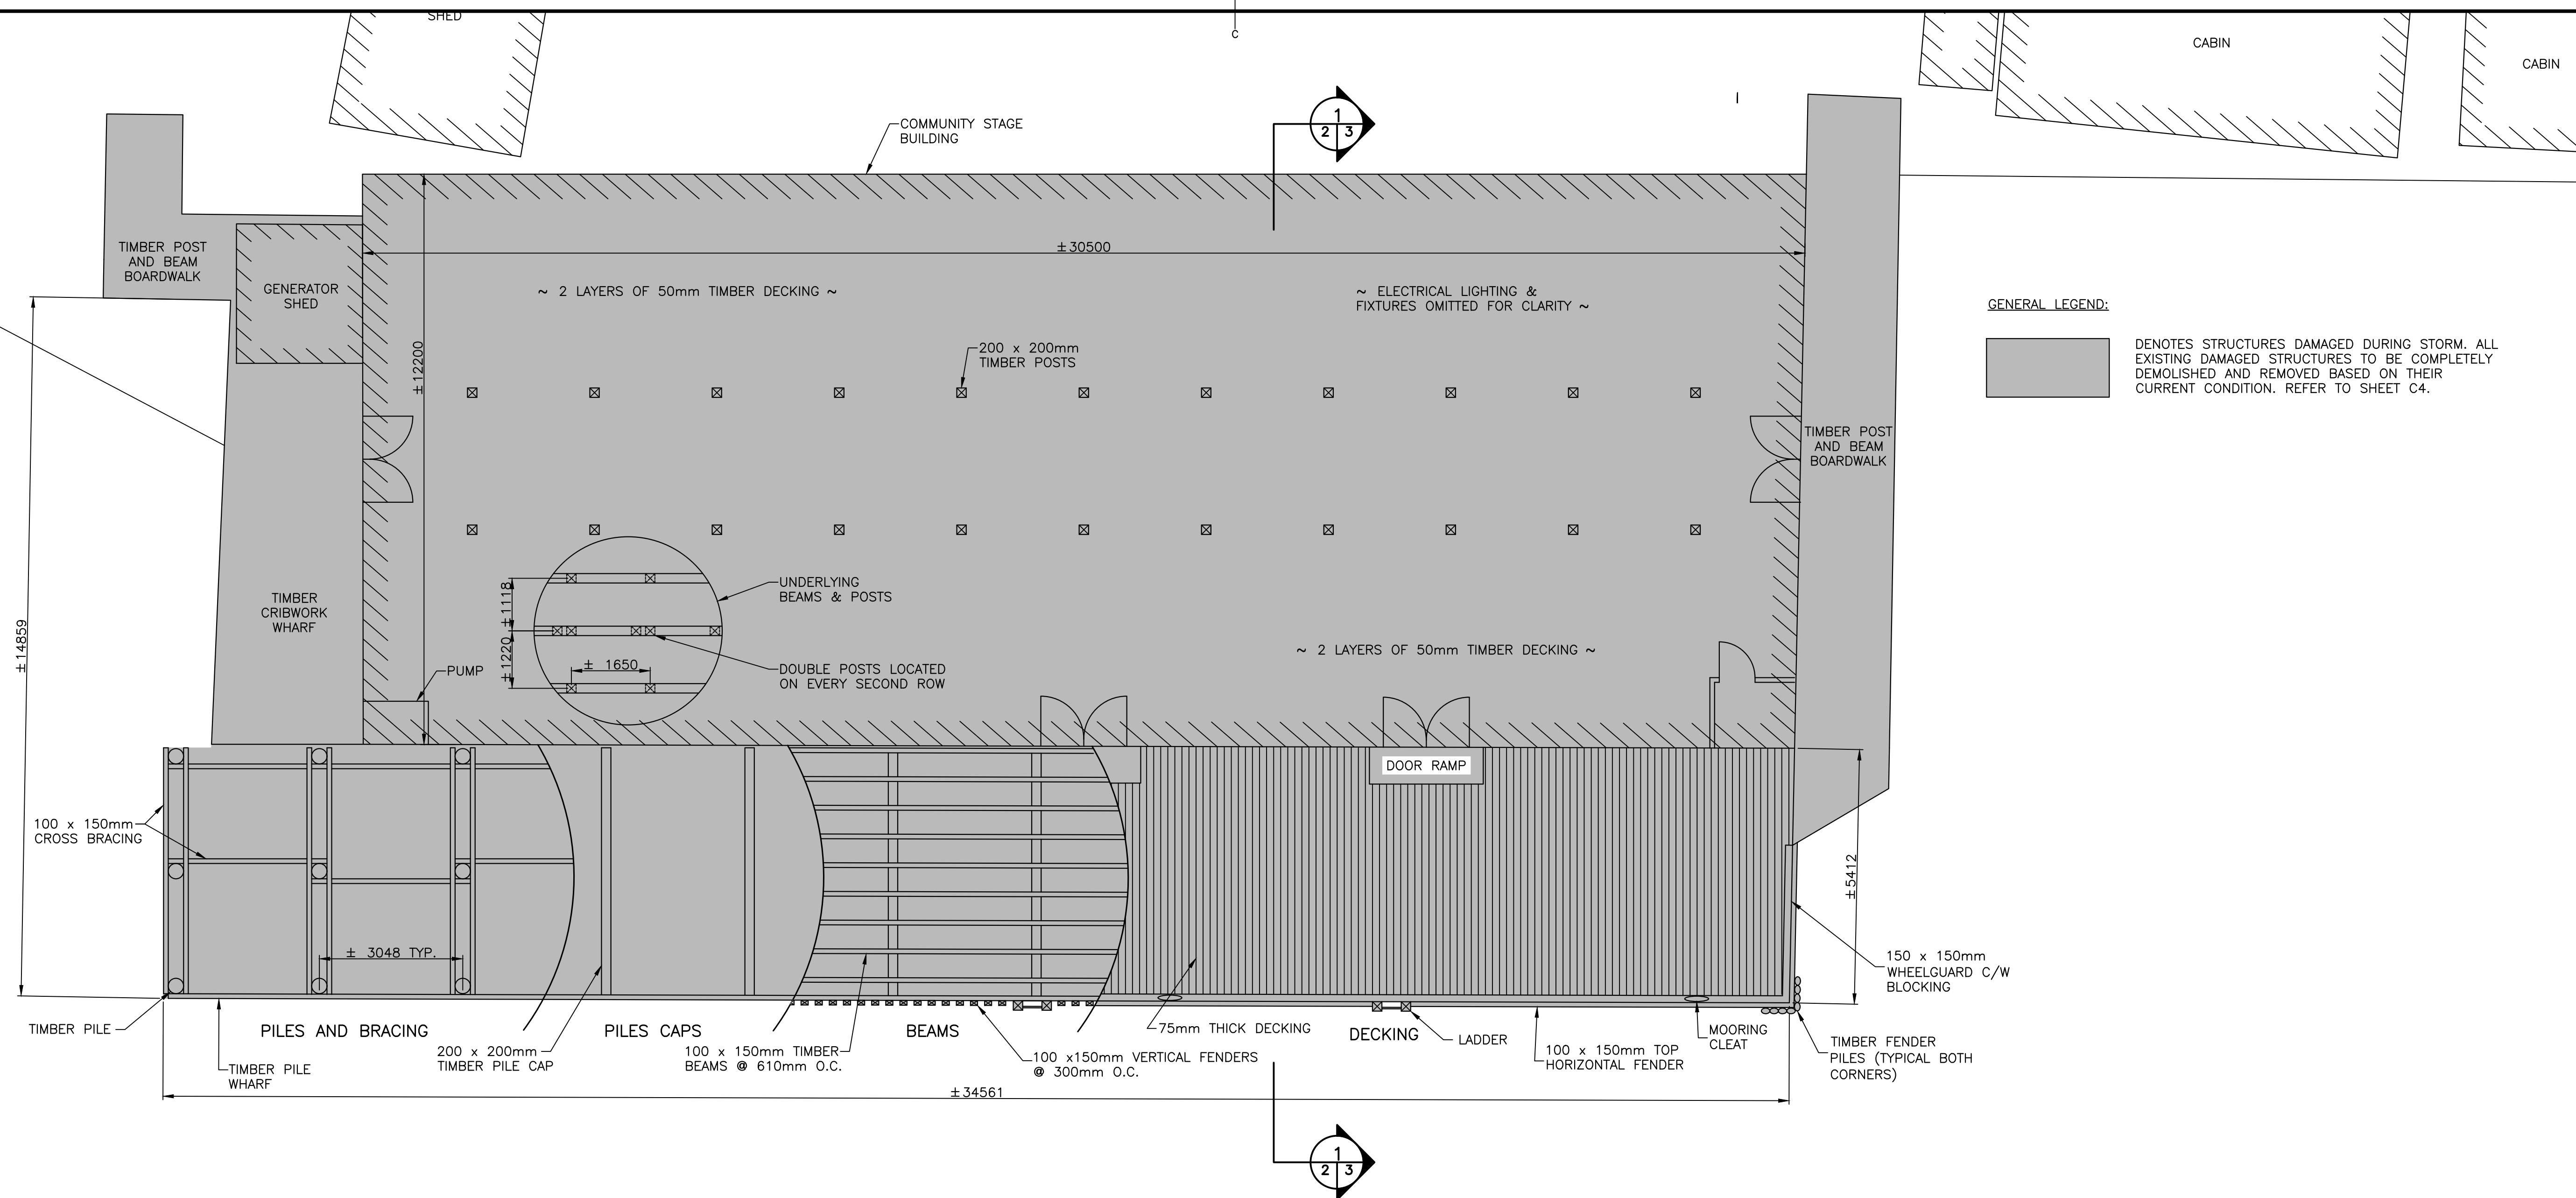 SHED
C
CABIN
CABIN
1
2 3
COMMUNITY STAGE
BUILDING
TIMBER POST
AND BEAM
BOARDWALK
GENERATOR
SHED
±30500
~ 2 LAYERS OF 50mm TIMBER DECKING ~
~ ELECTRICAL LIGHTING &
FIXTURES OMITTED FOR CLARITY ~
GENERAL LEGEND:
DENOTES STRUCTURES DAMAGED DURING STORM. ALL
EXISTING DAMAGED STRUCTURES TO BE COMPLETELY
DEMOLISHED AND REMOVED BASED ON THEIR
CURRENT CONDITION. REFER TO SHEET C4.
±12200
200 x 200mm
TIMBER POSTS
TIMBER POST
AND BEAM
BOARDWALK
±14859
TIMBER
CRIBWORK
WHARF
±1118
±1220
± 1650
UNDERLYING
BEAMS & POSTS
DOUBLE POSTS LOCATED
ON EVERY SECOND ROW
~ 2 LAYERS OF 50mm TIMBER DECKING ~
PUMP
DOOR RAMP
100 x 150mm
CROSS BRACING
±5412
± 3048 TYP.
150 x 150mm
WHEELGUARD C/W
BLOCKING
TIMBER PILE
PILES AND BRACING
PILES CAPS
BEAMS
75mm THICK DECKING
DECKING
LADDER
MOORING
CLEAT
TIMBER FENDER
PILES (TYPICAL BOTH
CORNERS)
TIMBER PILE
WHARF
200 x 200mm
TIMBER PILE CAP
100 x 150mm TIMBER
BEAMS @ 610mm O.C.
100 x150mm VERTICAL FENDERS
@ 300mm O.C.
100 x 150mm TOP
HORIZONTAL FENDER
±34561
1
2 3